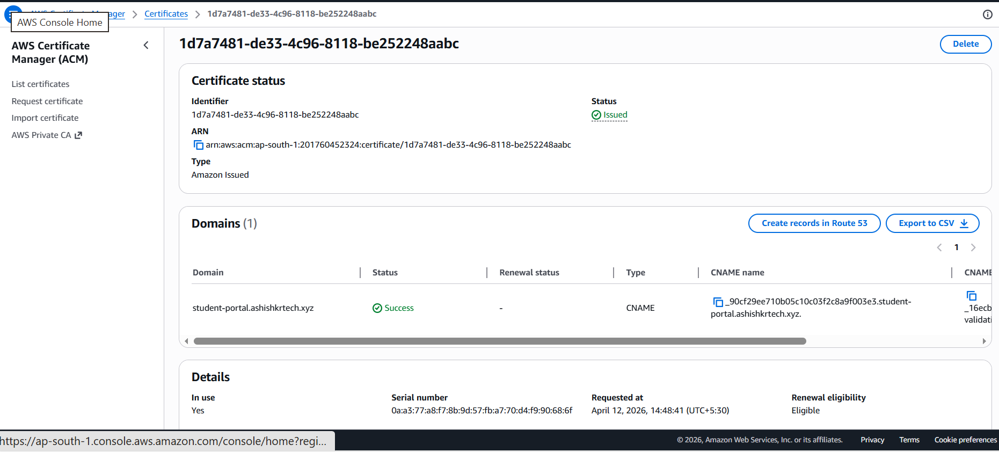 ager > Certificates > 1d7a7481-de33-4c96-8118-be252248aabc
AWS Console Home
AWS Certificate
Manager (ACM)
List certificates
Request certificate
Import certificate
AWS Private CA
1d7a7481-de33-4c96-8118-be252248aabc
Delete
Certificate status
Identifier
1d7a7481-de33-4c96-8118-be252248aabc
Status
Issued
ARN
arn:aws:acm:ap-south-1:201760452324:certificate/1d7a7481-de33-4c96-8118-be252248aabc
Type
Amazon Issued
Domains (1)
Create records in Route 53
Export to CSV
1
Domain
Status
Renewal status
Type
CNAME name
CNAME
student-portal.ashishkrtech.xyz
Success
-
CNAME
_90cf29ee710b05c10c03f2c8a9f003e3.student-
portal.ashishkrtech.xyz.
_16ecb
validati
Details
In use
Yes
Serial number
0a:a3:77:a8:f7:8b:9d:57:fb:a7:70:d4:f9:90:68:6f
Requested at
April 12, 2026, 14:48:41 (UTC+5:30)
Renewal eligibility
Eligible
https://ap-south-1.console.aws.amazon.com/console/home?regi...
© 2026, Amazon Web Services, Inc. or its affiliates.
Privacy
Terms
Cookie preferences